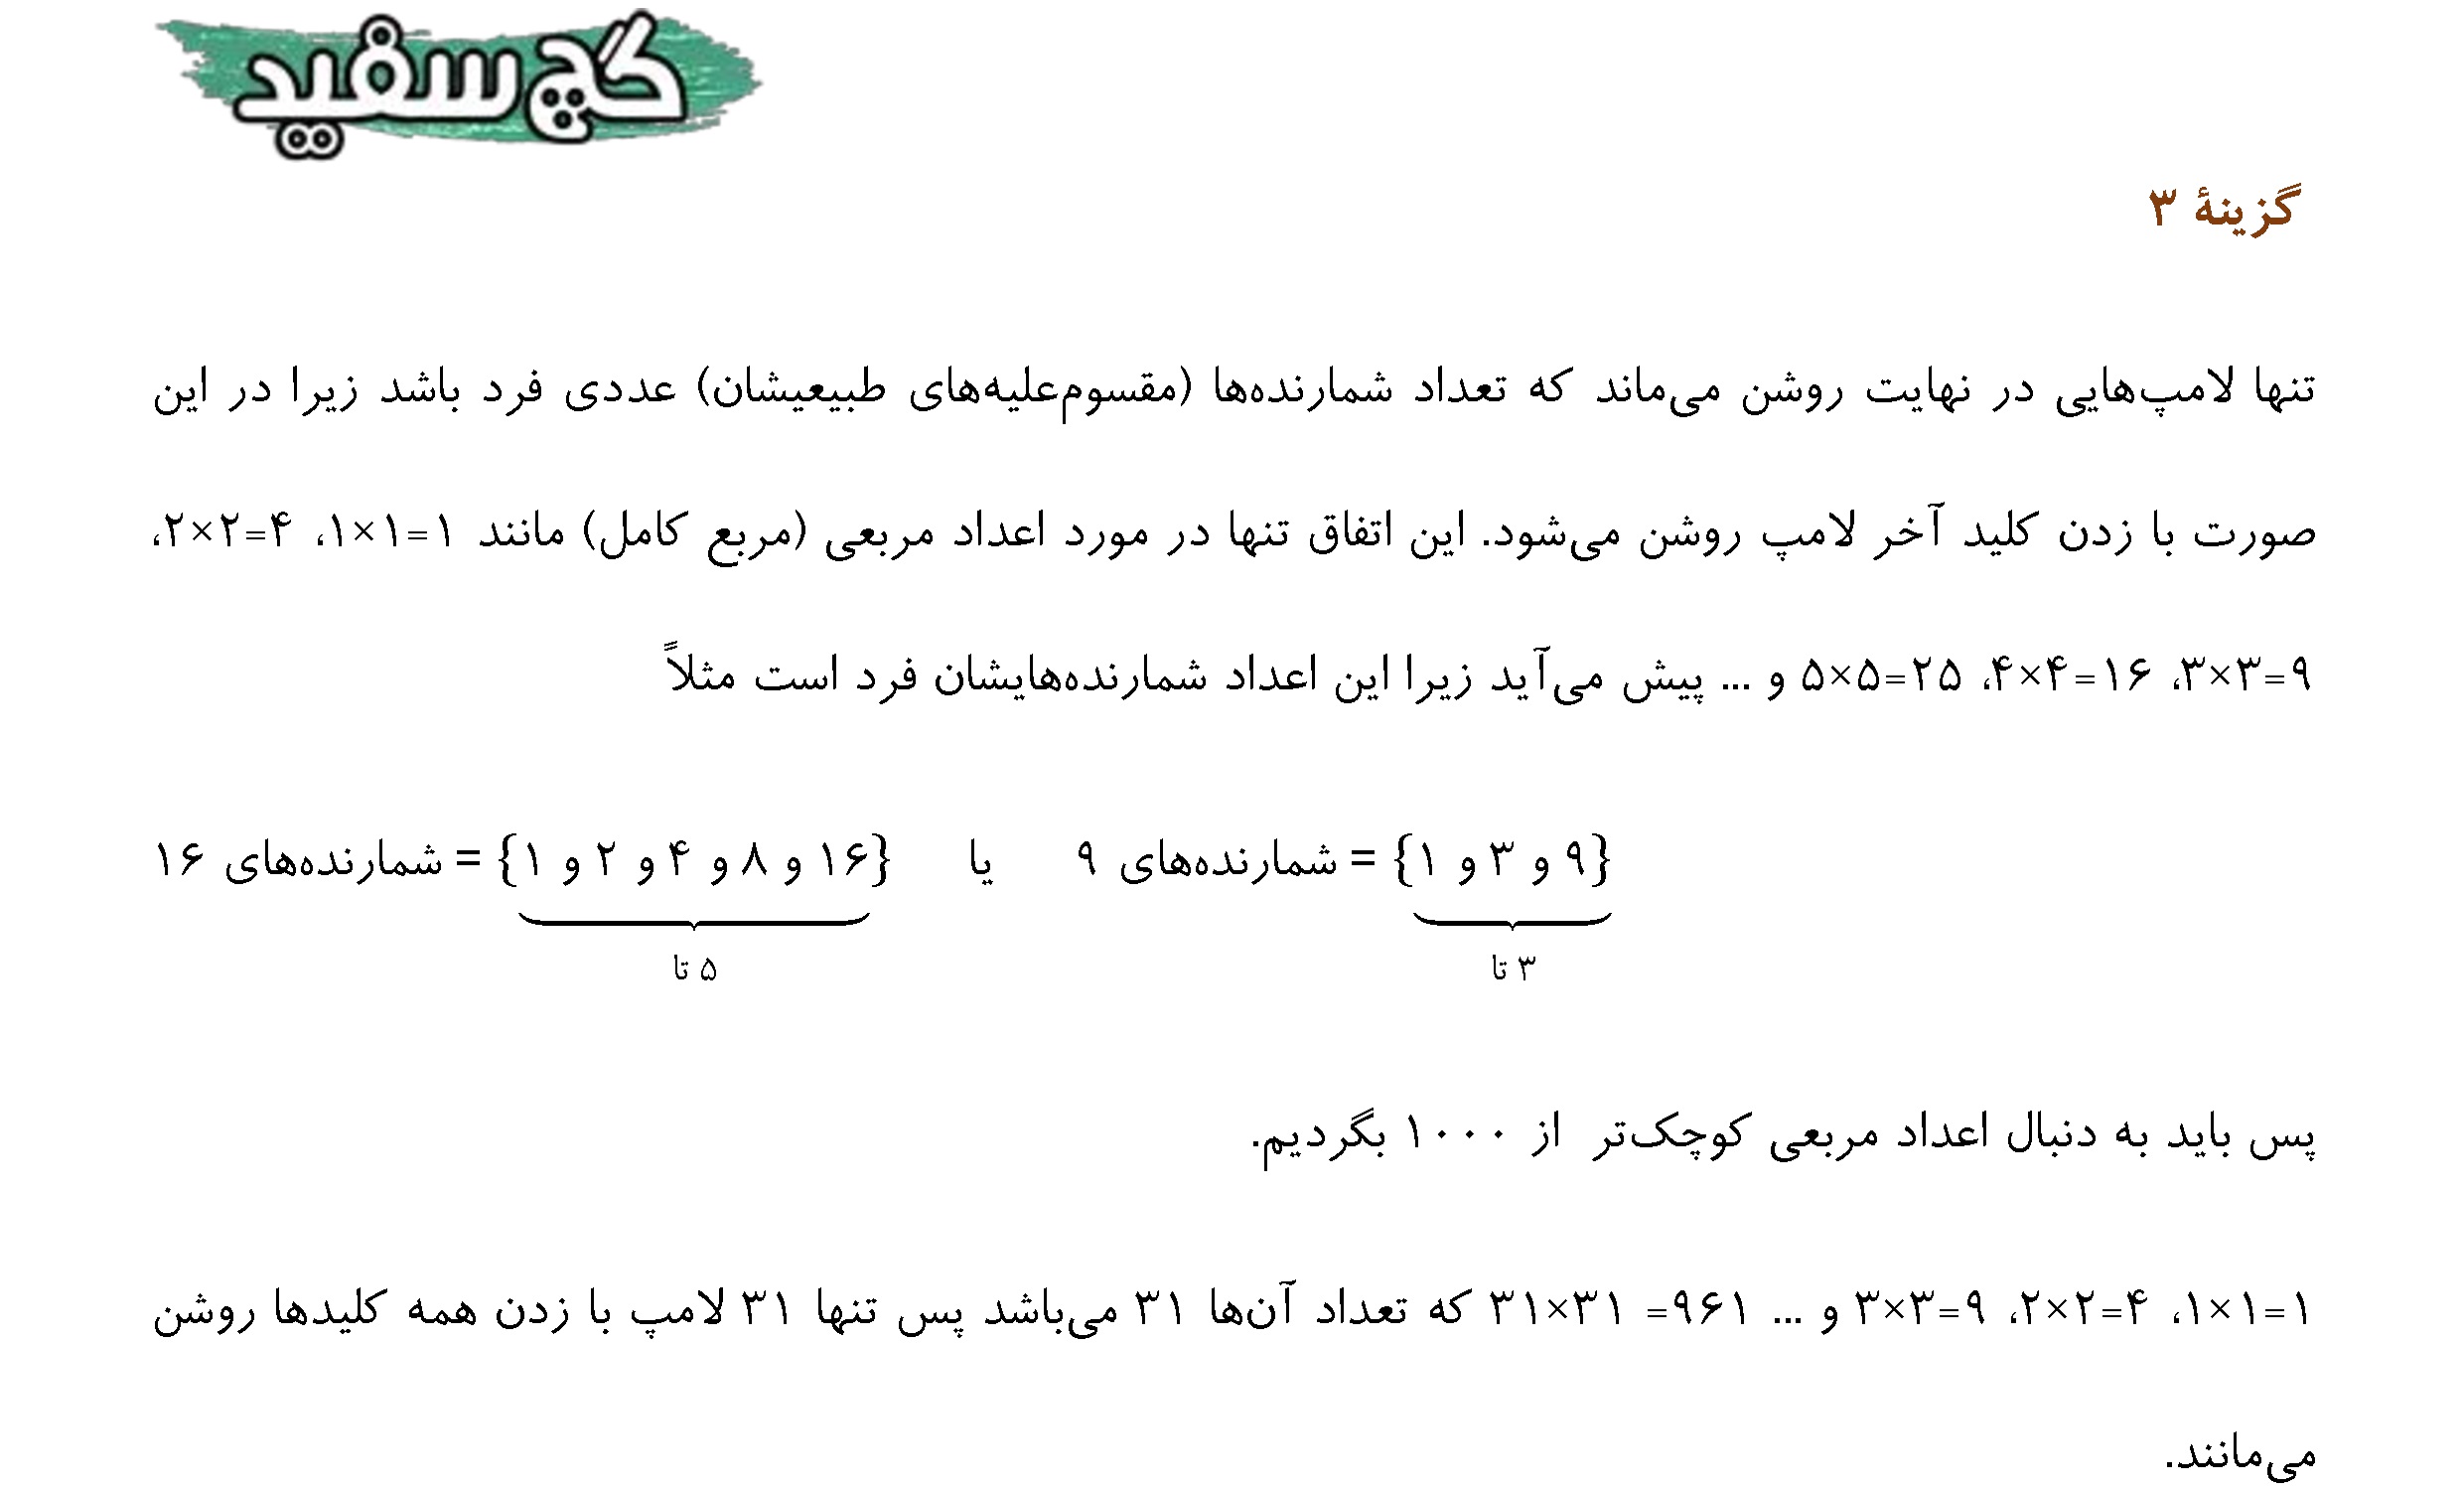 گچ سفید
گزینهٔ ۳
تنها لامپ‌هایی در نهایت روشن می‌ماند که تعداد شمارنده‌ها (مقسوم‌علیه‌های طبیعیشان) عددی فرد باشد زیرا در این
صورت با زدن کلید آخر لامپ روشن می‌شود. این اتفاق تنها در مورد اعداد مربعی (مربع کامل) مانند ۱=۱×۱، ۴=۲×۲،
۹=۳×۳، ۱۶=۴×۴، ۲۵=۵×۵ و ... پیش می‌آید زیرا این اعداد شمارنده‌هایشان فرد است مثلاً
{۹ و ۳ و ۱} = شمارنده‌های ۹ یا {۱۶ و ۸ و ۴ و ۲ و ۱} = شمارنده‌های ۱۶
۳ تا ۵ تا
پس باید به دنبال اعداد مربعی کوچک‌تر از ۱۰۰۰ بگردیم.
۱=۱×۱، ۴=۲×۲، ۹=۳×۳ و ... ۹۶۱= ۳۱×۳۱ که تعداد آن‌ها ۳۱ می‌باشد پس تنها ۳۱ لامپ با زدن همه کلیدها روشن
می‌مانند.